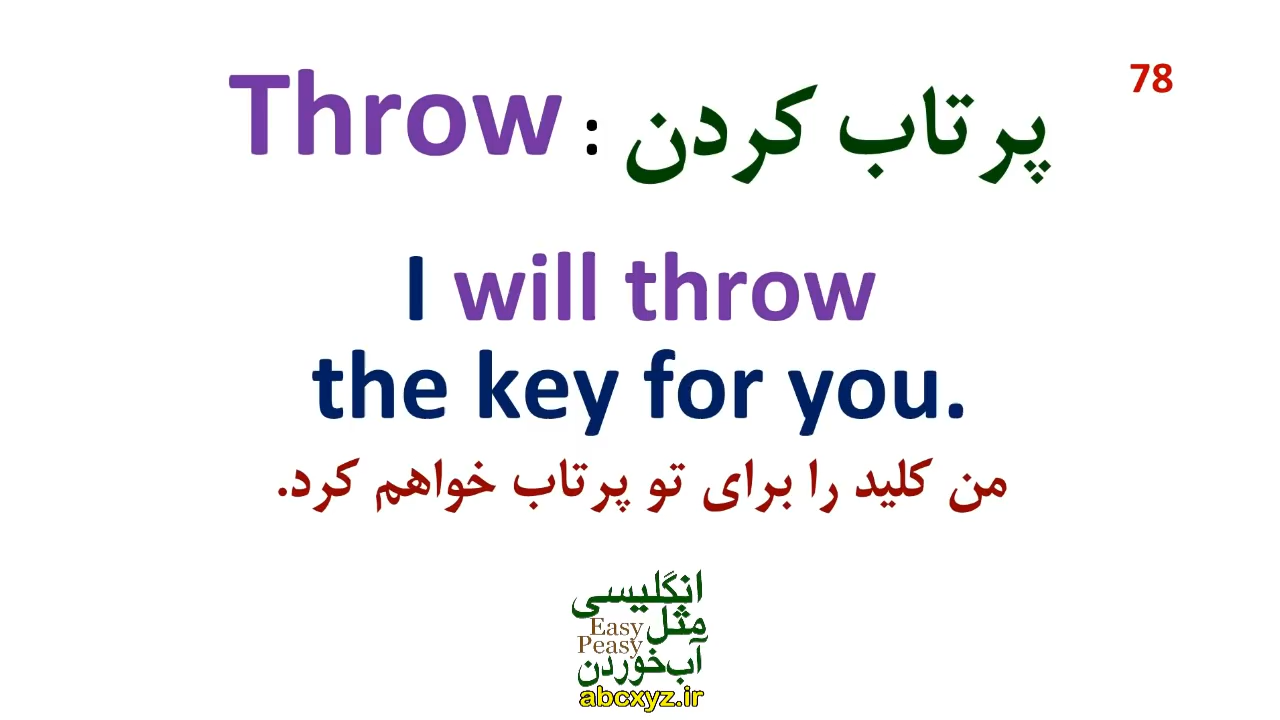 78
Throw : پرتاب کردن
I will throw
the key for you.
من کلید را برای تو پرتاب خواهم کرد.
انگلیسی
مثل Easy
Peasy
آب‌خوردن
abcxyz.ir